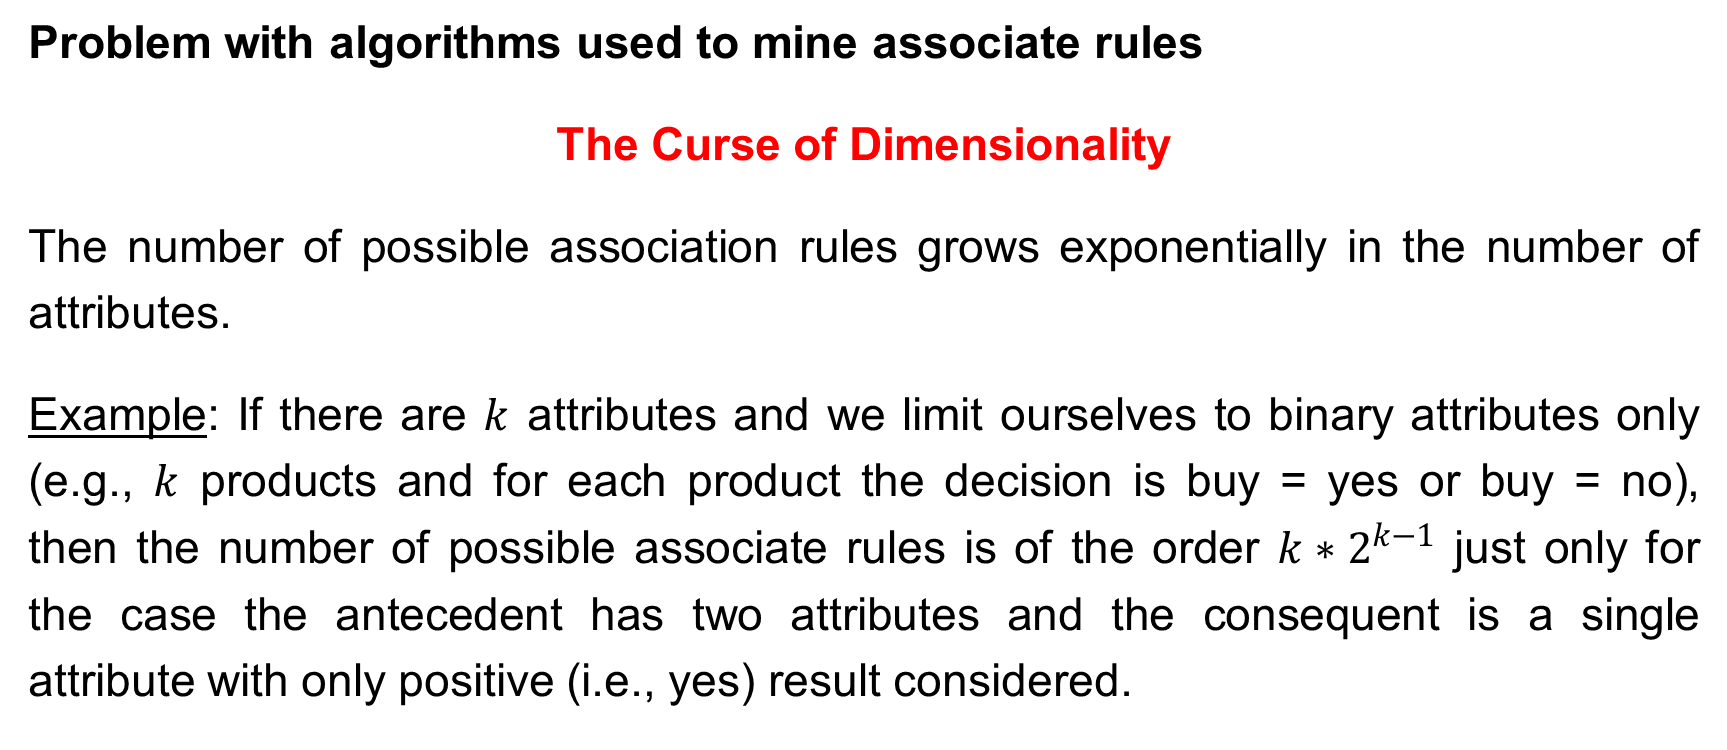 Problem with algorithms used to mine associate rules
The Curse of Dimensionality
The number of possible association rules grows exponentially in the number of
attributes.
Example: If there are k attributes and we limit ourselves to binary attributes only
(e.g., k products and for each product the decision is buy = yes or buy = no),
then the number of possible associate rules is of the order k ∗ 2^{k−1} just only for
the case the antecedent has two attributes and the consequent is a single
attribute with only positive (i.e., yes) result considered.